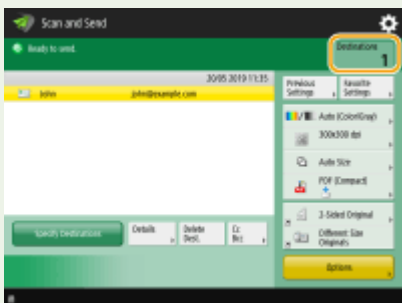 Scan and Send
Ready to send.
Destinations
1
20/05 2019 11:35
John
john@example.com
Previous Settings
Favorite Settings
Auto (Color/Gray)
300x300 dpi
Auto Size
PDF (Compact)
2-Sided Original
Different Size Originals
Specify Destinations
Details
Delete Dest.
Cc Bcc
Options